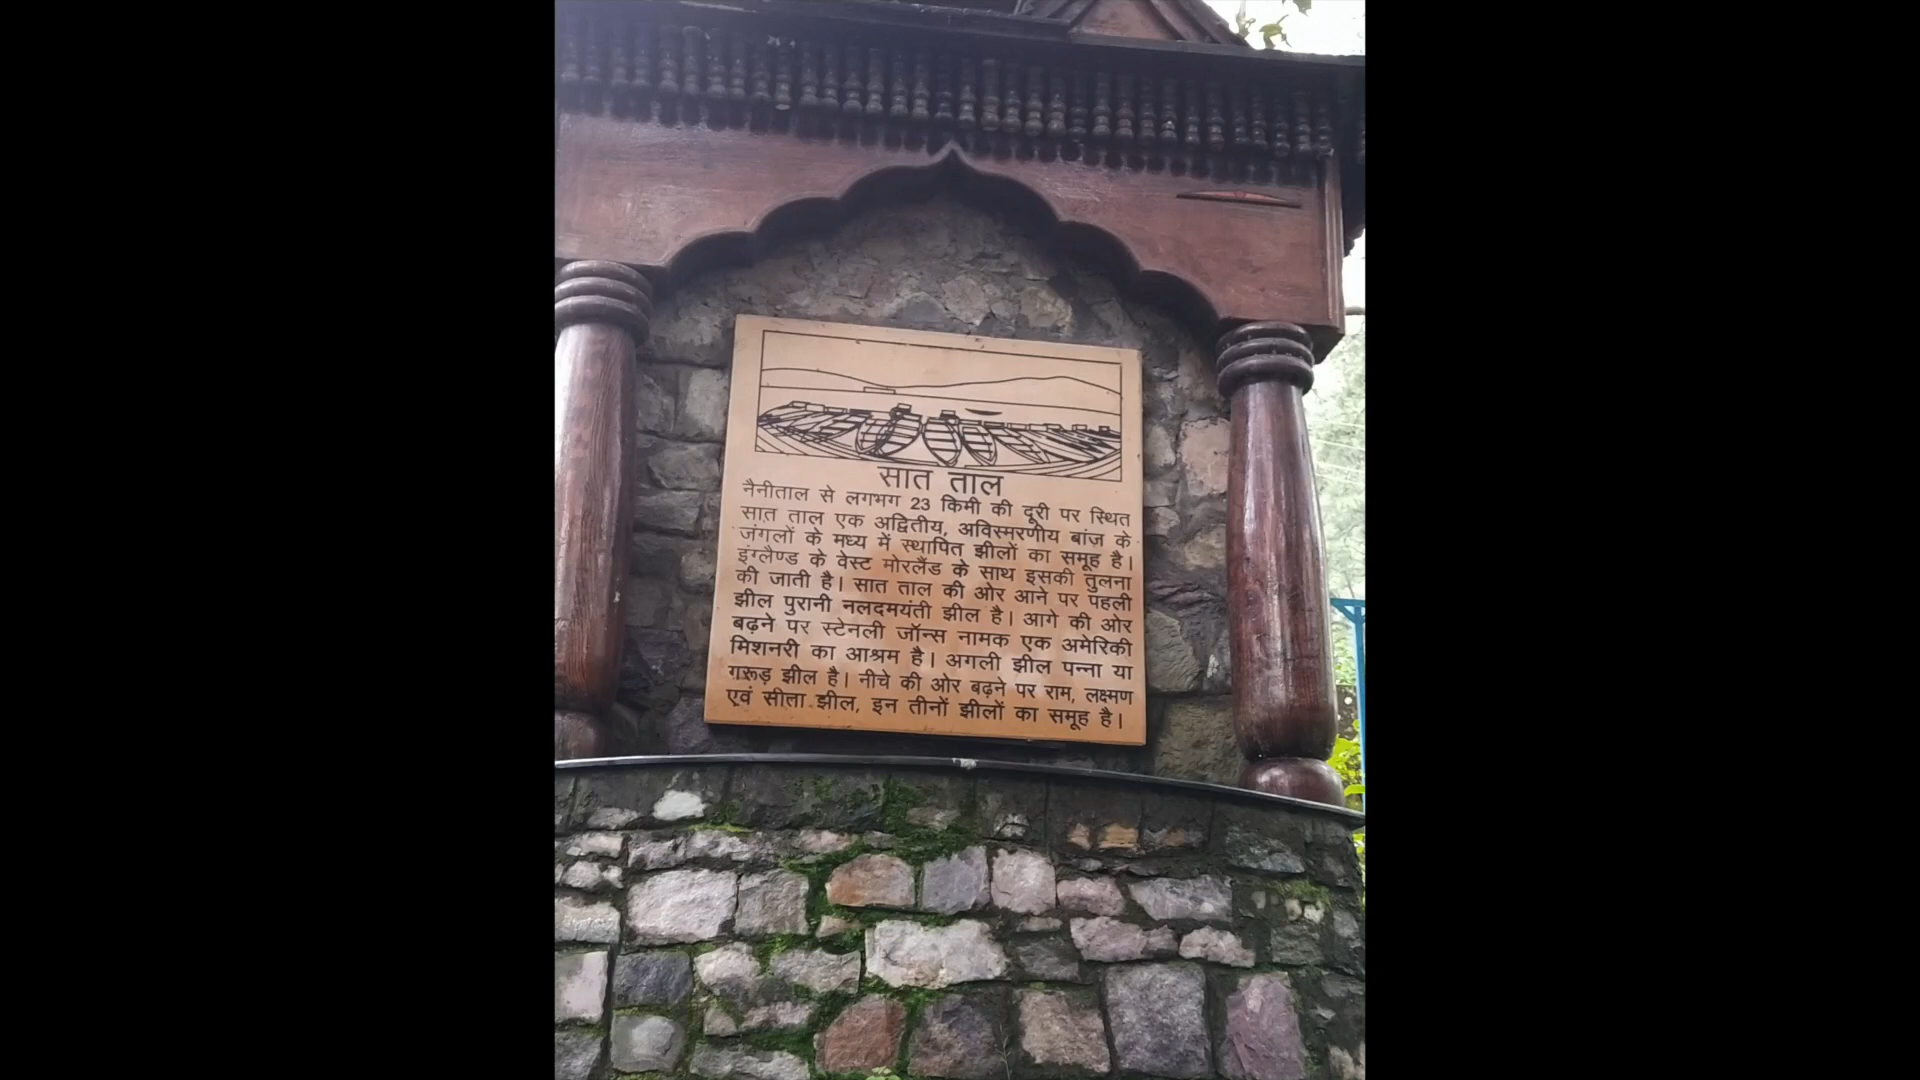 सात ताल
नैनीताल से लगभग 23 किमी की दूरी पर स्थित
सात ताल एक अद्वितीय, अविस्मरणीय बांज के
जंगलों के मध्य में स्थापित झीलों का समूह है।
इंग्लैण्ड के वेस्ट मोरलैंड के साथ इसकी तुलना
की जाती है। सात ताल की ओर आने पर पहली
झील पुरानी नलदमयंती झील है। आगे की ओर
बढ़ने पर स्टेनली जॉन्स नामक एक अमेरिकी
मिशनरी का आश्रम है। अगली झील पन्ना या
गरूड़ झील है। नीचे की ओर बढ़ने पर राम, लक्ष्मण
एवं सीता झील, इन तीनों झीलों का समूह है।